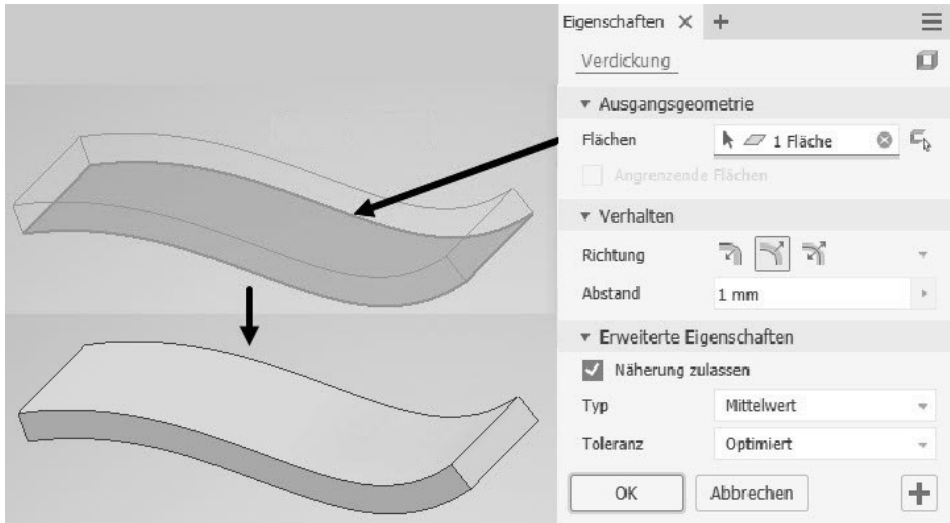 Eigenschaften
Verdickung
Ausgangsgeometrie
Flächen 1 Fläche
Angrenzende Flächen
Verhalten
Richtung
Abstand 1 mm
Erweiterte Eigenschaften
Näherung zulassen
Typ Mittelwert
Toleranz Optimiert
OK Abbrechen